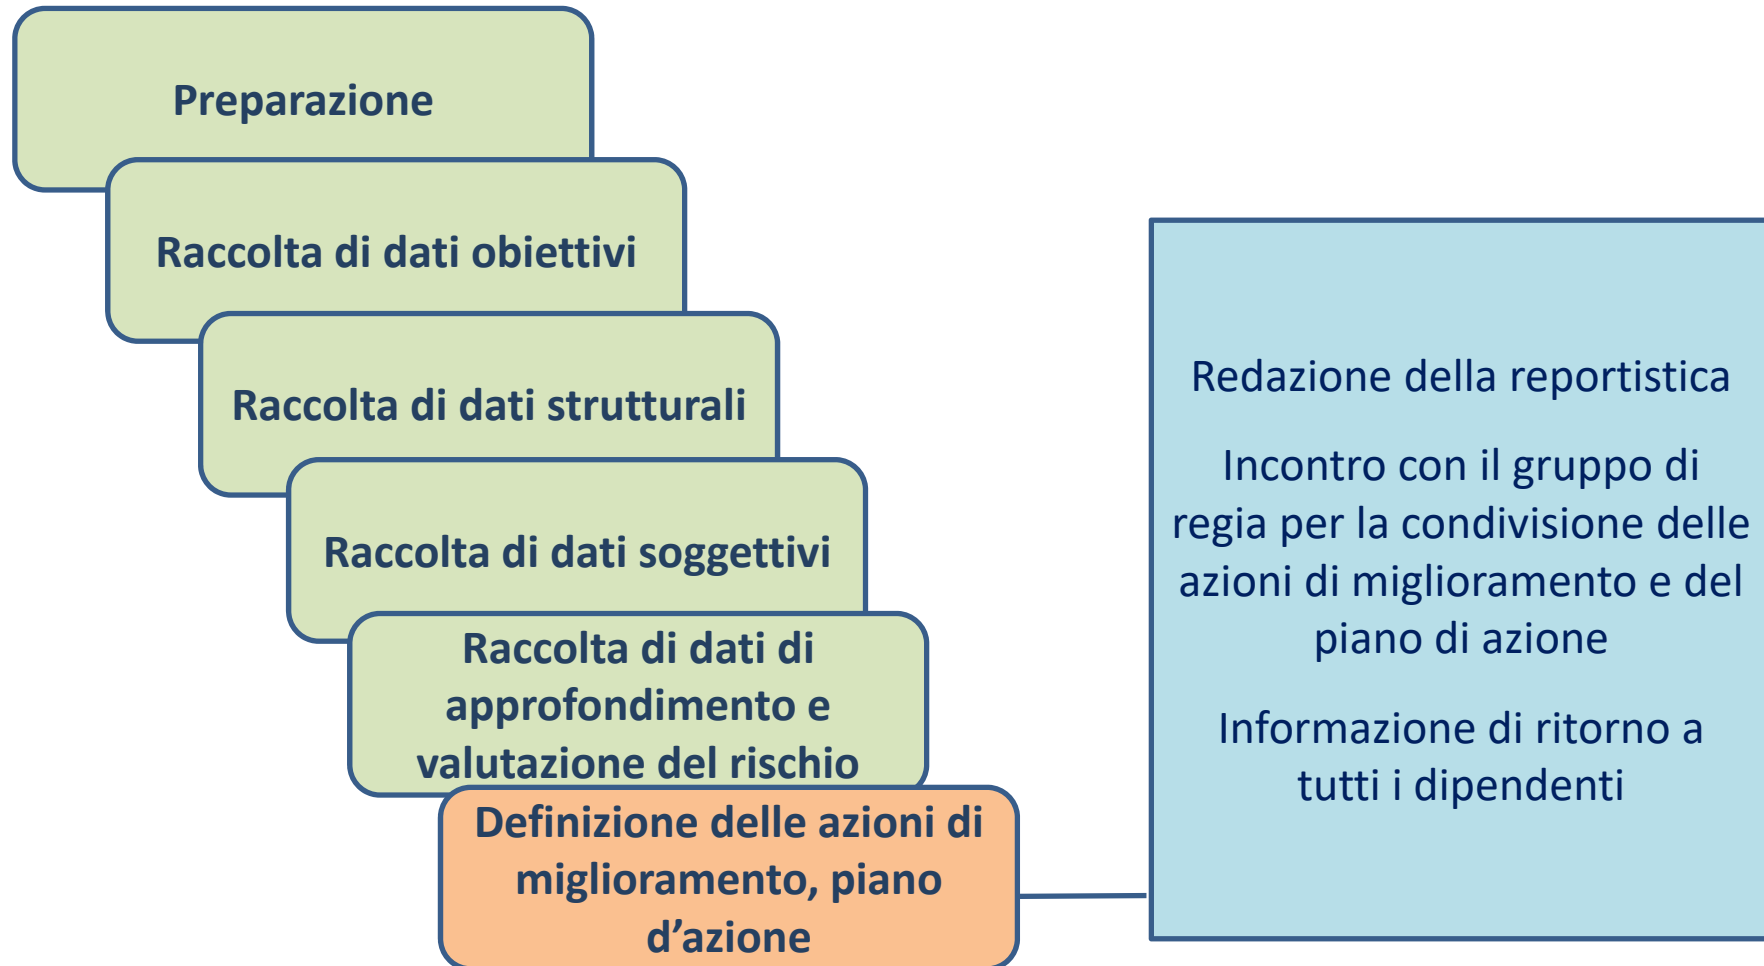 Preparazione
Raccolta di dati obiettivi
Raccolta di dati strutturali
Raccolta di dati soggettivi
Raccolta di dati di
approfondimento e
valutazione del rischio
Definizione delle azioni di
miglioramento, piano
d’azione
Redazione della reportistica
Incontro con il gruppo di
regia per la condivisione delle
azioni di miglioramento e del
piano di azione
Informazione di ritorno a
tutti i dipendenti